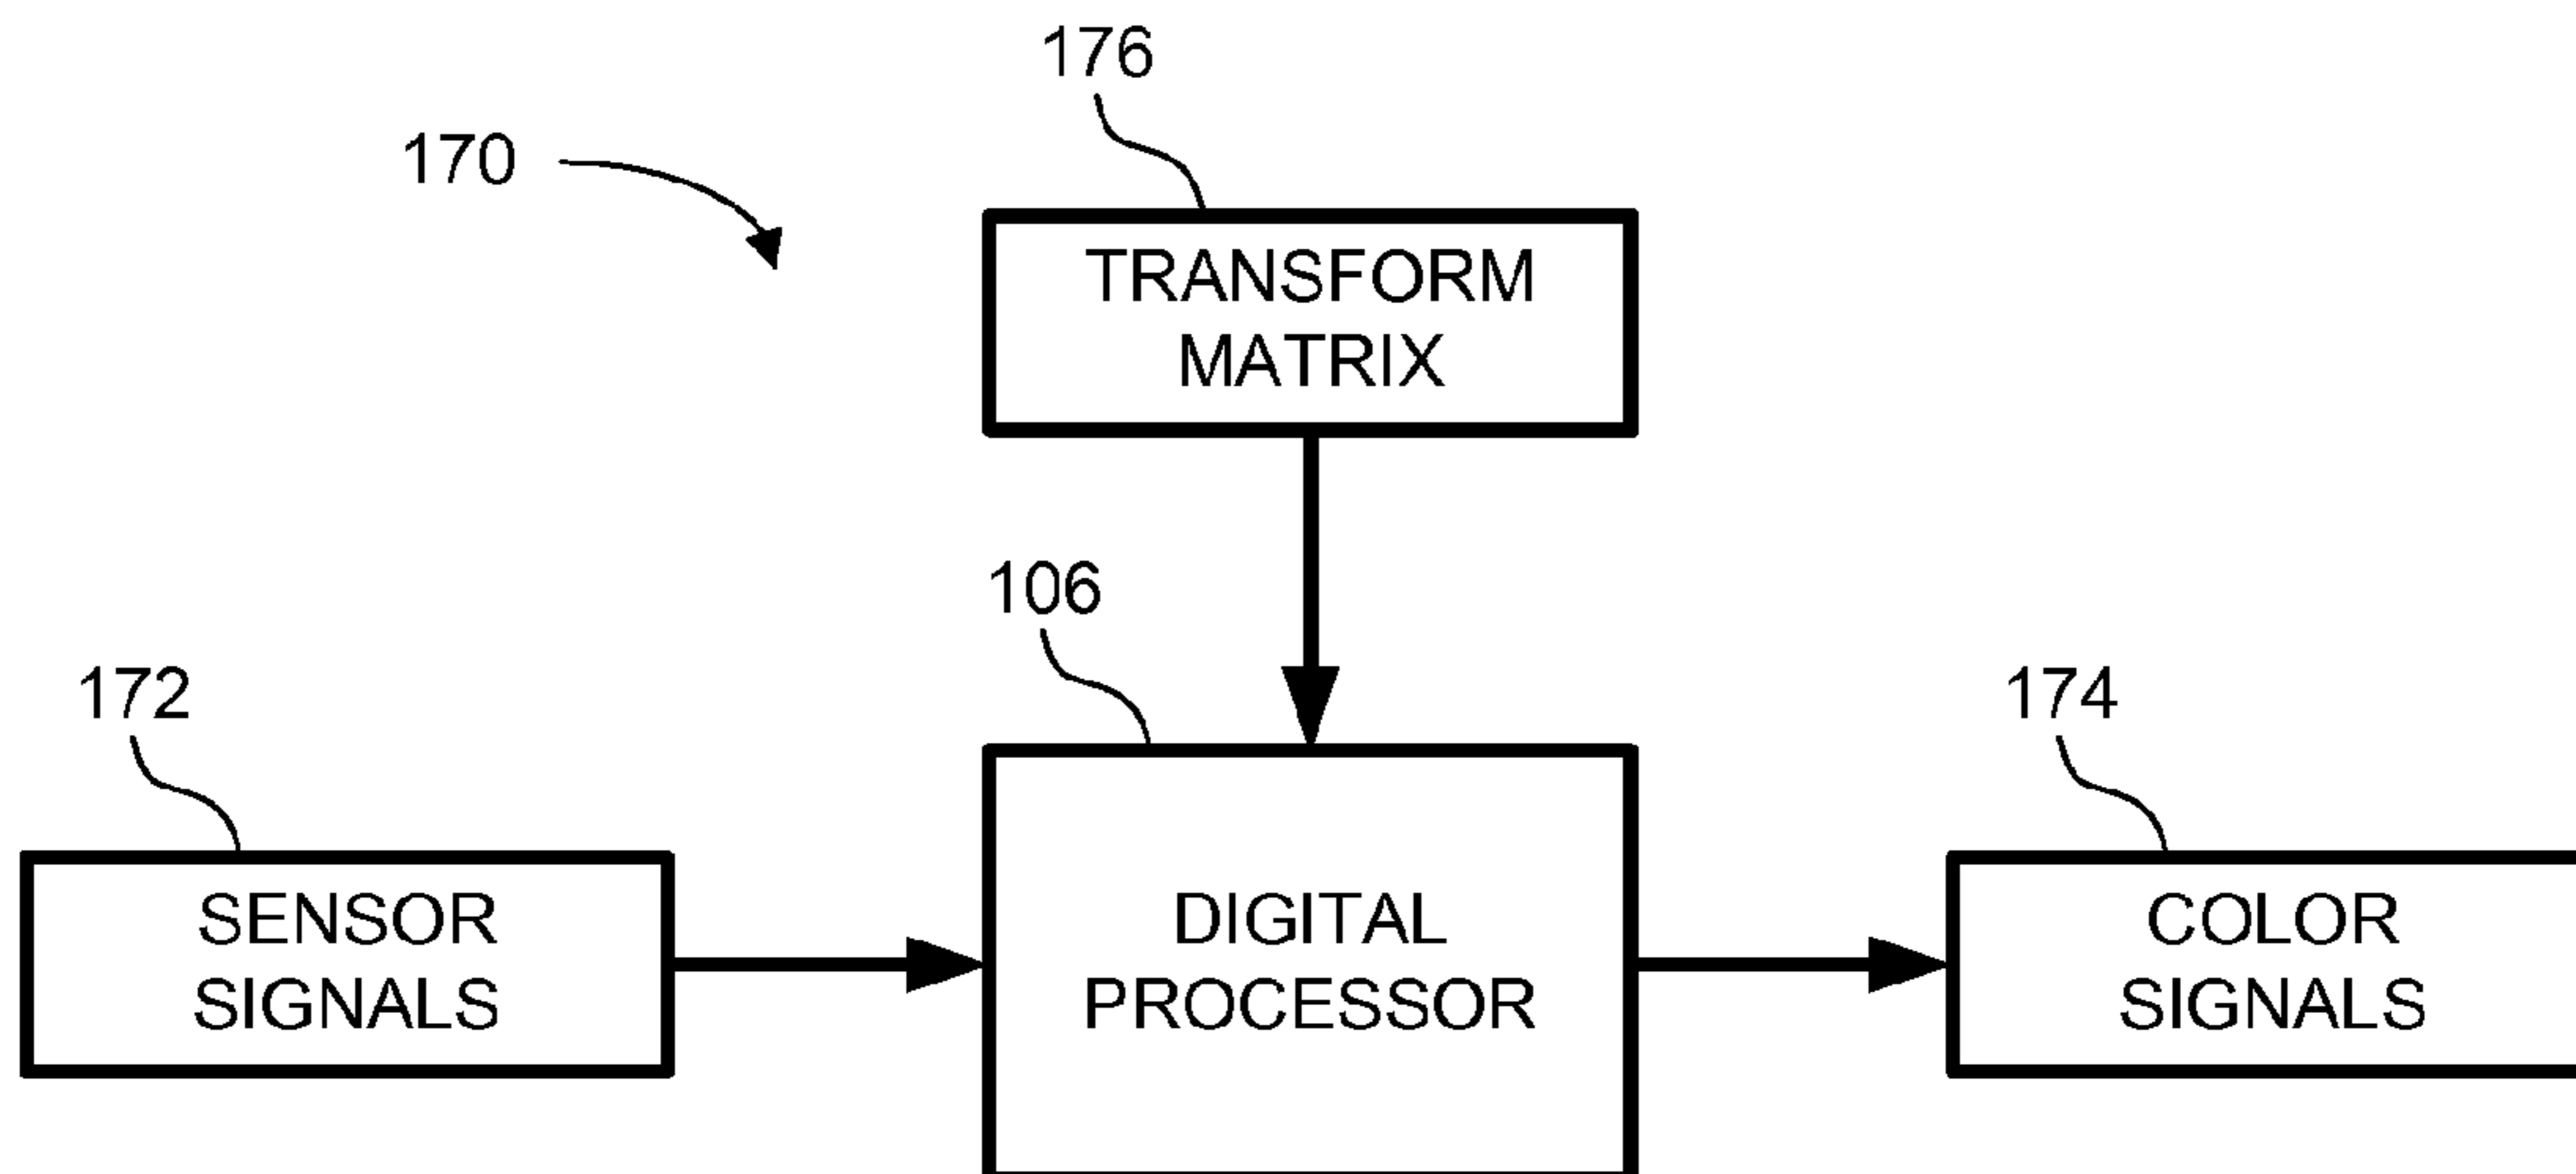 176
170
TRANSFORM
MATRIX
106
172
174
SENSOR
SIGNALS
DIGITAL
PROCESSOR
COLOR
SIGNALS